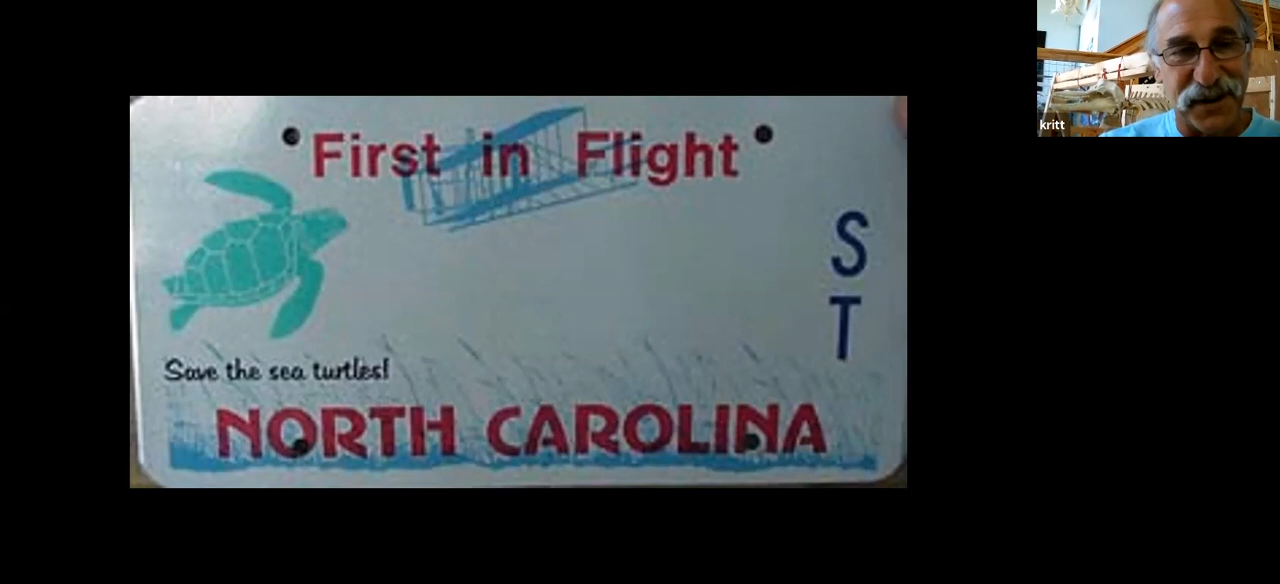 kritt
First in Flight
S
T
Save the sea turtles!
NORTH CAROLINA